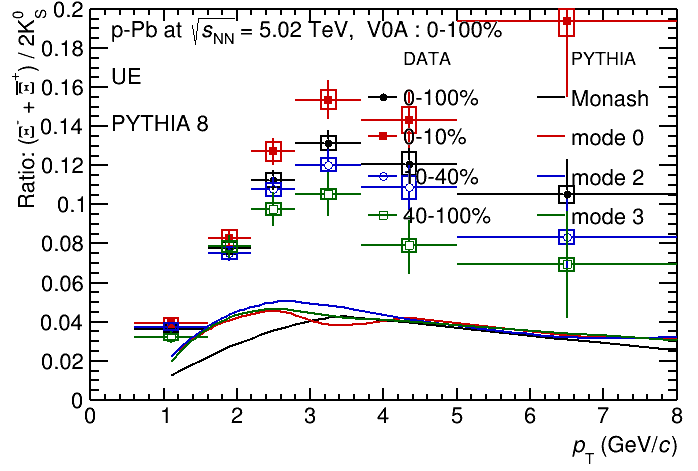 p-Pb at √s_NN = 5.02 TeV, V0A : 0-100%
UE
PYTHIA 8
DATA
0-100%
0-10%
10-40%
40-100%
PYTHIA
Monash
mode 0
mode 2
mode 3
Ratio: (Ξ⁻ + Ξ̅⁺) / 2K⁰_S
0.2
0.18
0.16
0.14
0.12
0.1
0.08
0.06
0.04
0.02
0
0 1 2 3 4 5 6 7 8
p_T (GeV/c)